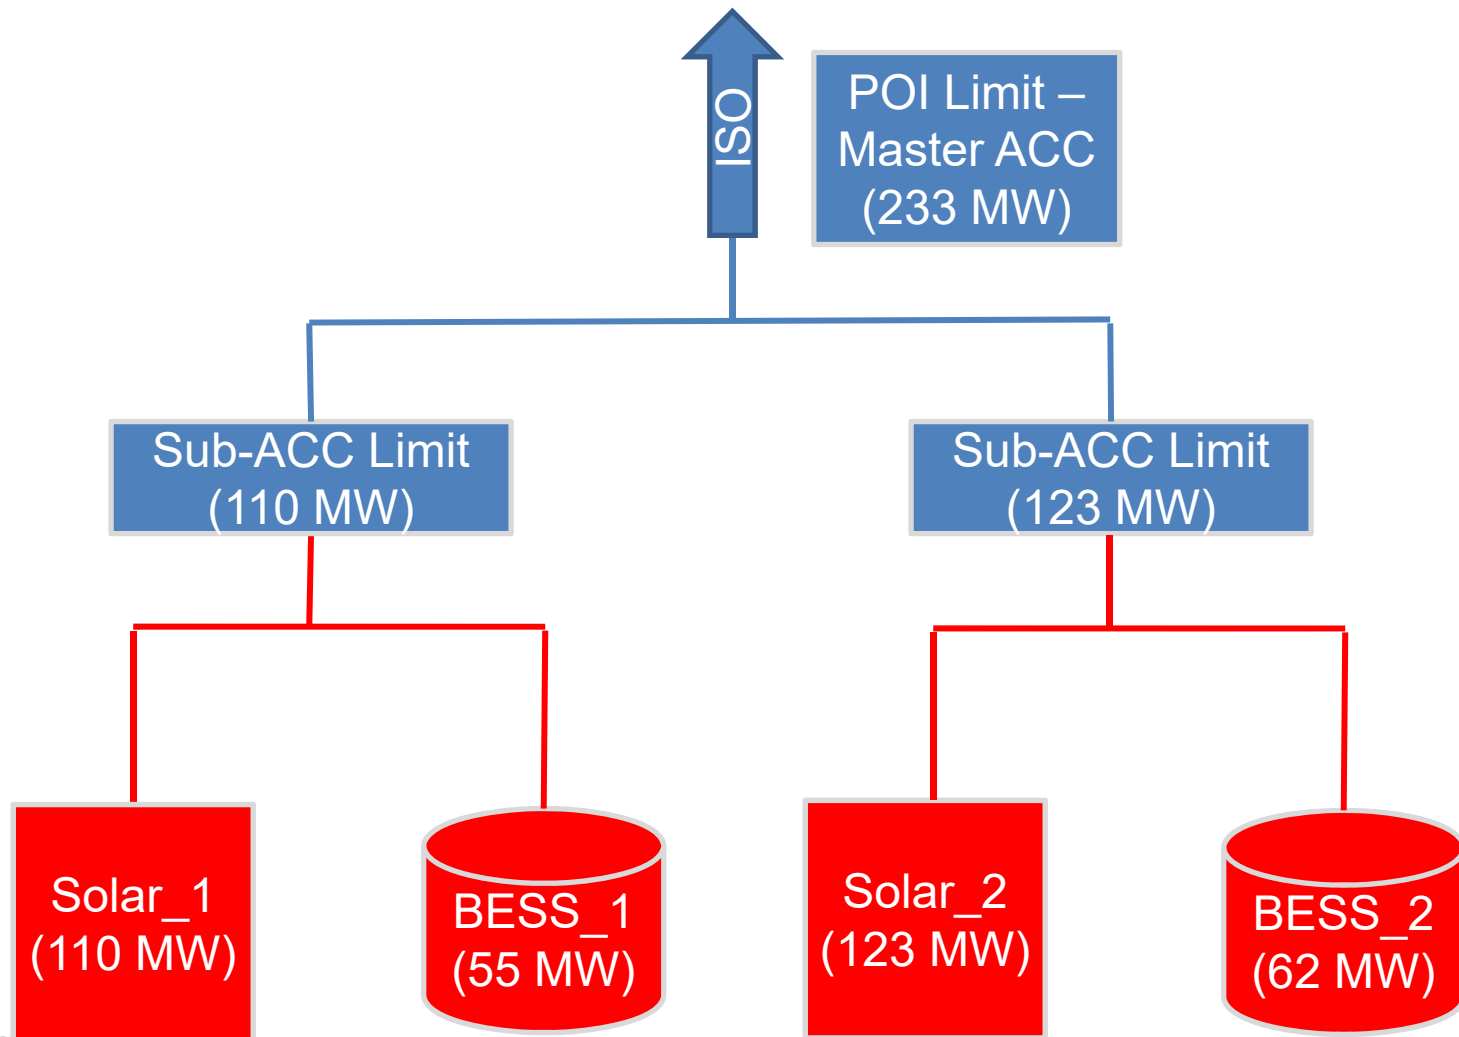 ISO
POI Limit –
Master ACC
(233 MW)
Sub-ACC Limit
(110 MW)
Sub-ACC Limit
(123 MW)
Solar_1
(110 MW)
BESS_1
(55 MW)
Solar_2
(123 MW)
BESS_2
(62 MW)